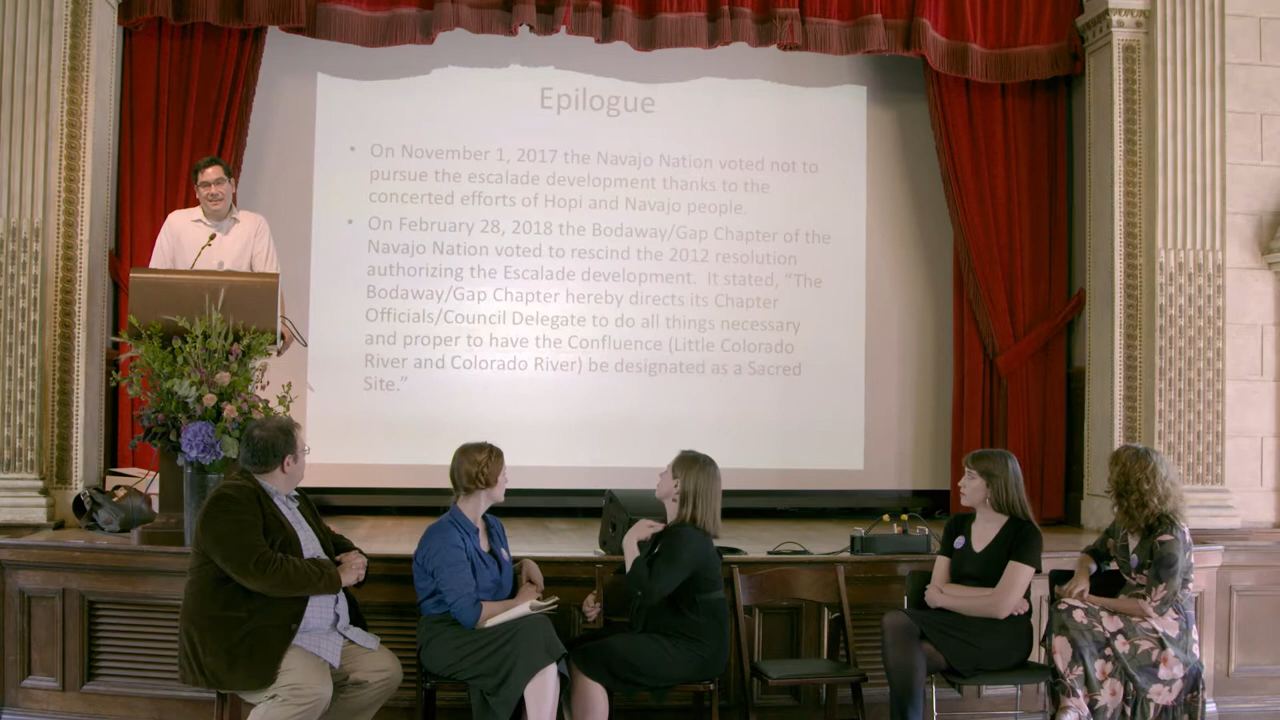 Epilogue
• On November 1, 2017 the Navajo Nation voted not to
pursue the escalade development thanks to the
concerted efforts of Hopi and Navajo people.
• On February 28, 2018 the Bodaway/Gap Chapter of the
Navajo Nation voted to rescind the 2012 resolution
authorizing the Escalade development. It stated, “The
Bodaway/Gap Chapter hereby directs its Chapter
Officials/Council Delegate to do all things necessary
and proper to have the Confluence (Little Colorado
River and Colorado River) be designated as a Sacred
Site.”